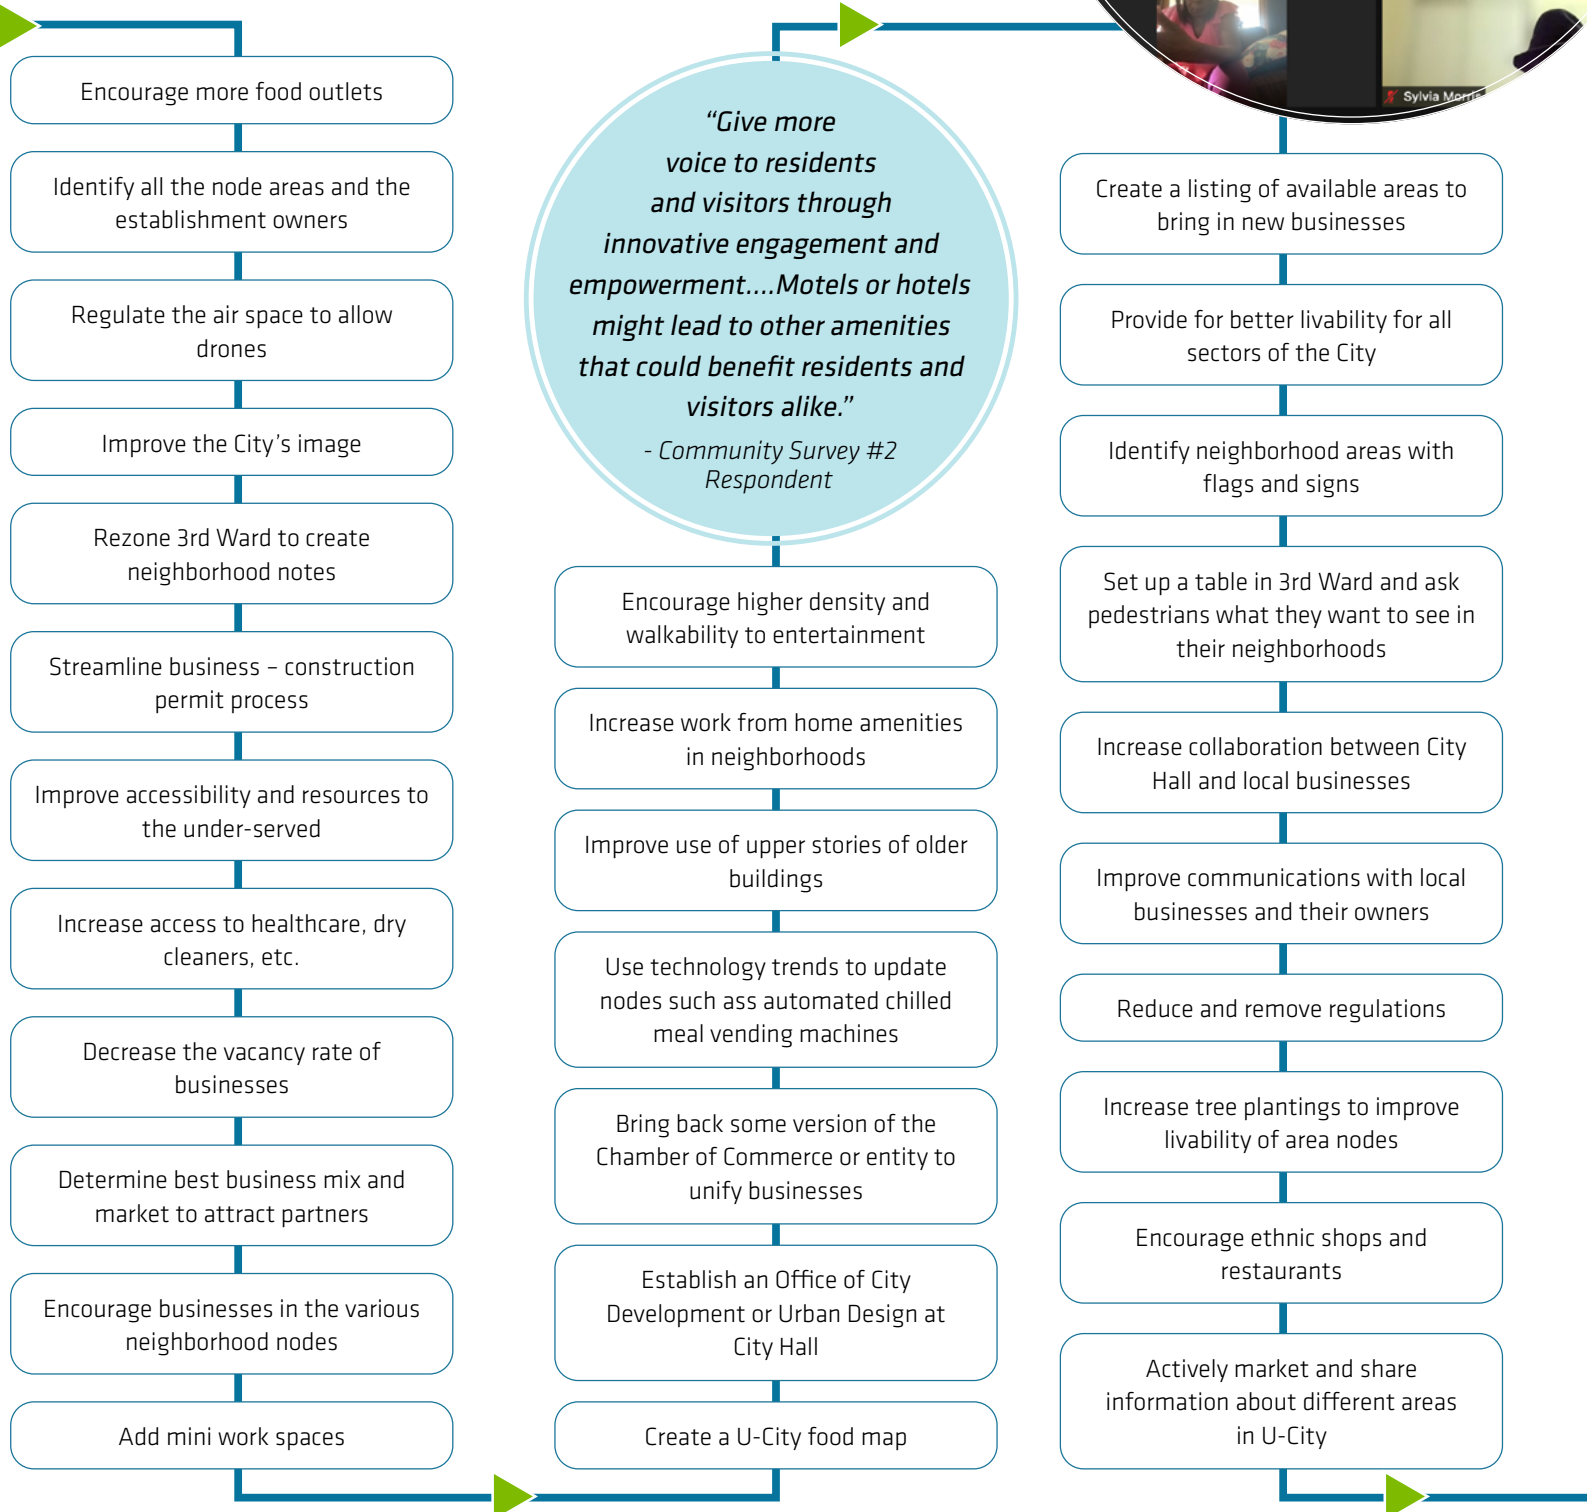 Encourage more food outlets
Identify all the node areas and the
establishment owners
Regulate the air space to allow
drones
Improve the City’s image
Rezone 3rd Ward to create
neighborhood notes
Streamline business – construction
permit process
Improve accessibility and resources to
the under-served
Increase access to healthcare, dry
cleaners, etc.
Decrease the vacancy rate of
businesses
Determine best business mix and
market to attract partners
Encourage businesses in the various
neighborhood nodes
Add mini work spaces
“Give more
voice to residents
and visitors through
innovative engagement and
empowerment....Motels or hotels
might lead to other amenities
that could benefit residents and
visitors alike.”
- Community Survey #2
Respondent
Encourage higher density and
walkability to entertainment
Increase work from home amenities
in neighborhoods
Improve use of upper stories of older
buildings
Use technology trends to update
nodes such ass automated chilled
meal vending machines
Bring back some version of the
Chamber of Commerce or entity to
unify businesses
Establish an Office of City
Development or Urban Design at
City Hall
Create a U-City food map
Sylvia Morris
Create a listing of available areas to
bring in new businesses
Provide for better livability for all
sectors of the City
Identify neighborhood areas with
flags and signs
Set up a table in 3rd Ward and ask
pedestrians what they want to see in
their neighborhoods
Increase collaboration between City
Hall and local businesses
Improve communications with local
businesses and their owners
Reduce and remove regulations
Increase tree plantings to improve
livability of area nodes
Encourage ethnic shops and
restaurants
Actively market and share
information about different areas
in U-City